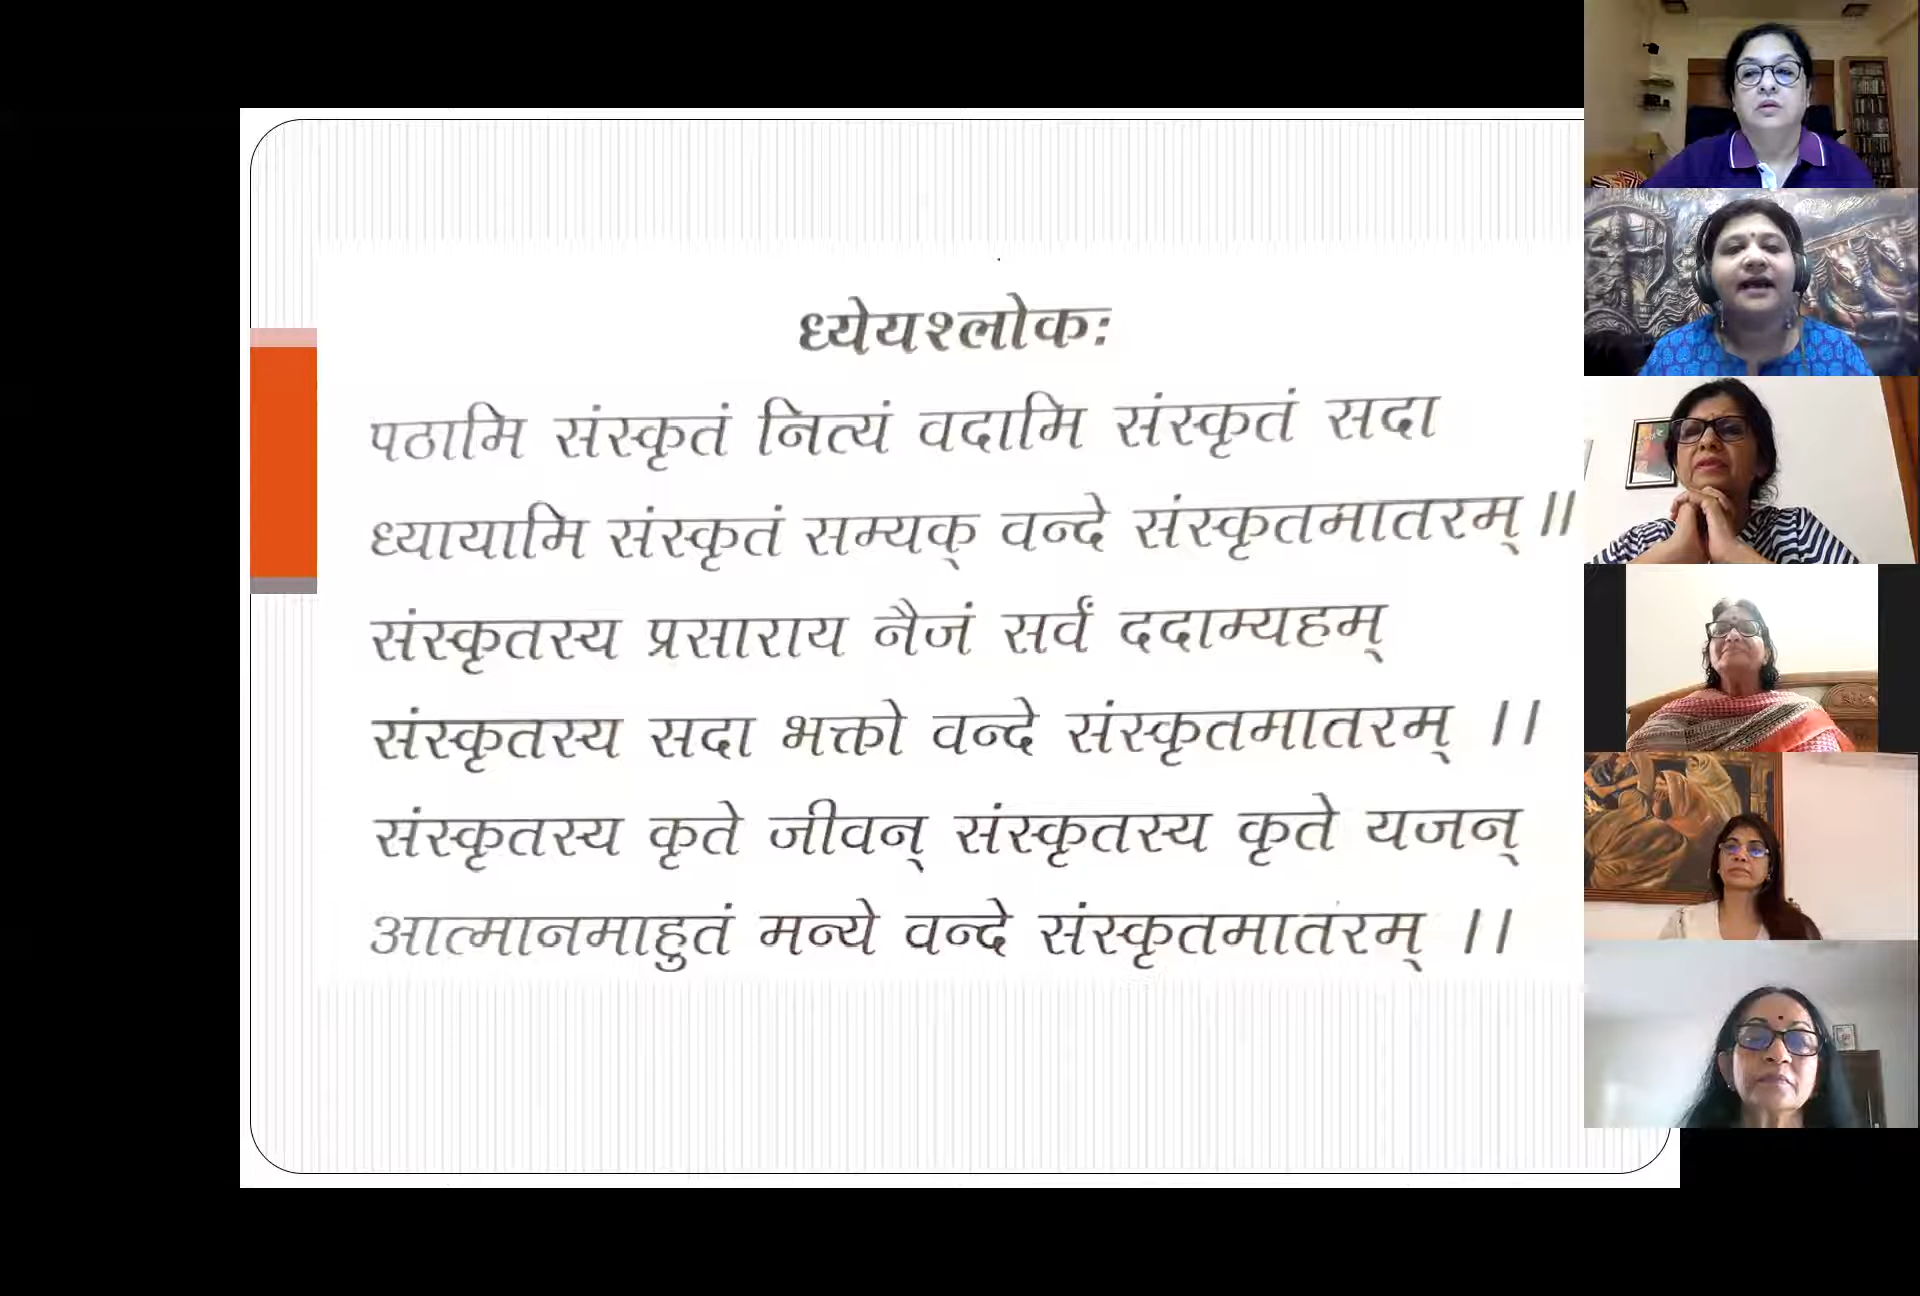 ध्येयश्लोकः
पठामि संस्कृतं नित्यं वदामि संस्कृतं सदा
ध्यायामि संस्कृतं सम्यक् वन्दे संस्कृतमातरम् ॥
संस्कृतस्य प्रसाराय नैजं सर्वं ददाम्यहम्
संस्कृतस्य सदा भक्तो वन्दे संस्कृतमातरम् ।।
संस्कृतस्य कृते जीवन् संस्कृतस्य कृते यजन्
आत्मानमाहुतं मन्ये वन्दे संस्कृतमातरम् ।।